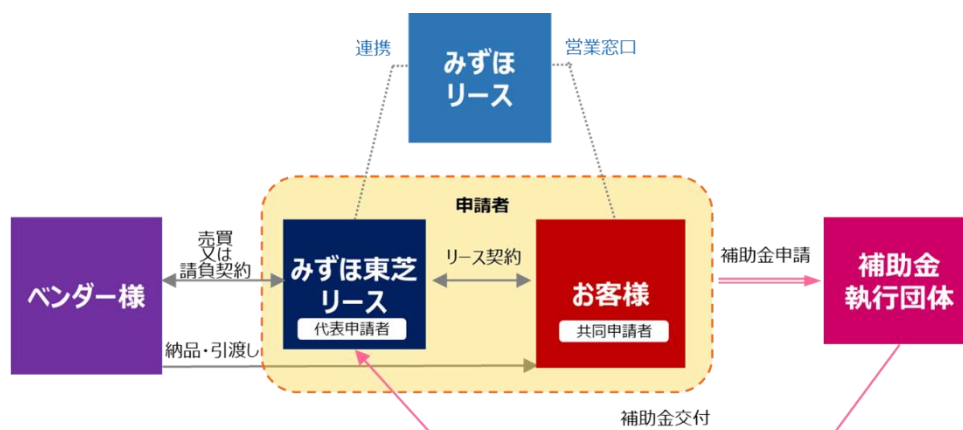 連携
みずほ
リース
営業窓口
申請者
ベンダー様
売買
又は
請負契約
みずほ東芝
リース
代表申請者
リース契約
お客様
共同申請者
補助金申請
補助金
執行団体
納品・引渡し
補助金交付